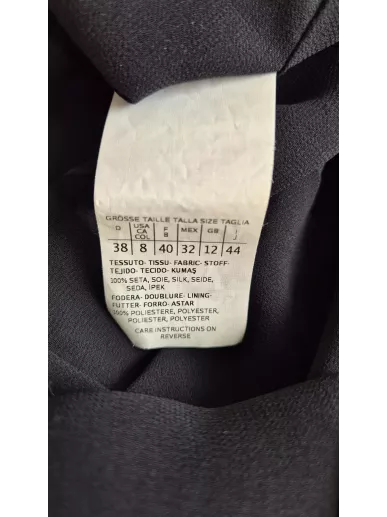 GRÖSSE TAILLE TALLA SIZE TAGLIA
D USA CA COL F B MEX GB I J
38 8 40 32 12 44
TESSUTO- TISSU- FABRIC- STOFF-
TEJIDO- TECIDO- KUMAŞ
100% SETA, SOIE, SILK, SEIDE,
SEDA, İPEK
FODERA- DOUBLURE- LINING-
FUTTER- FORRO- ASTAR
100% POLIESTERE, POLYESTER,
POLIESTER, POLYESTER
CARE INSTRUCTIONS ON
REVERSE